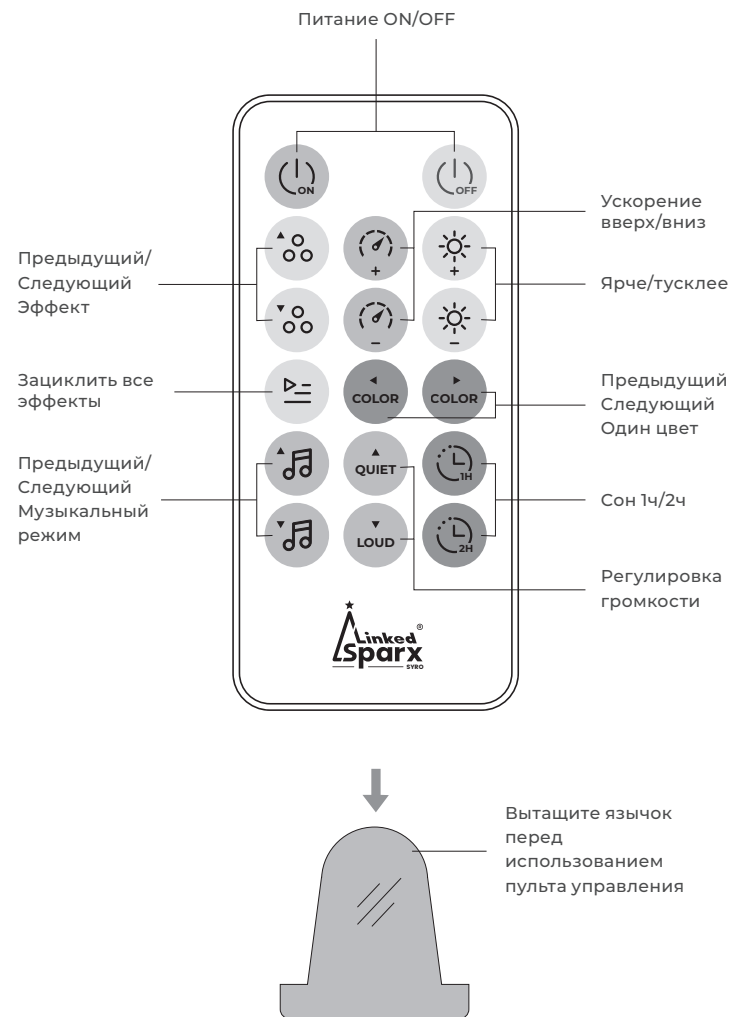 Питание ON/OFF
ON
OFF
Ускорение
вверх/вниз
+
+
Предыдущий/
Следующий
Эффект
Ярче/тусклее
–
–
Зациклить все
эффекты
COLOR
COLOR
Предыдущий
Следующий
Один цвет
Предыдущий/
Следующий
Музыкальный
режим
QUIET
1H
Сон 1ч/2ч
LOUD
2H
Регулировка
громкости
Linked®
Sparx
SYRO
Вытащите язычок
перед
использованием
пульта управления